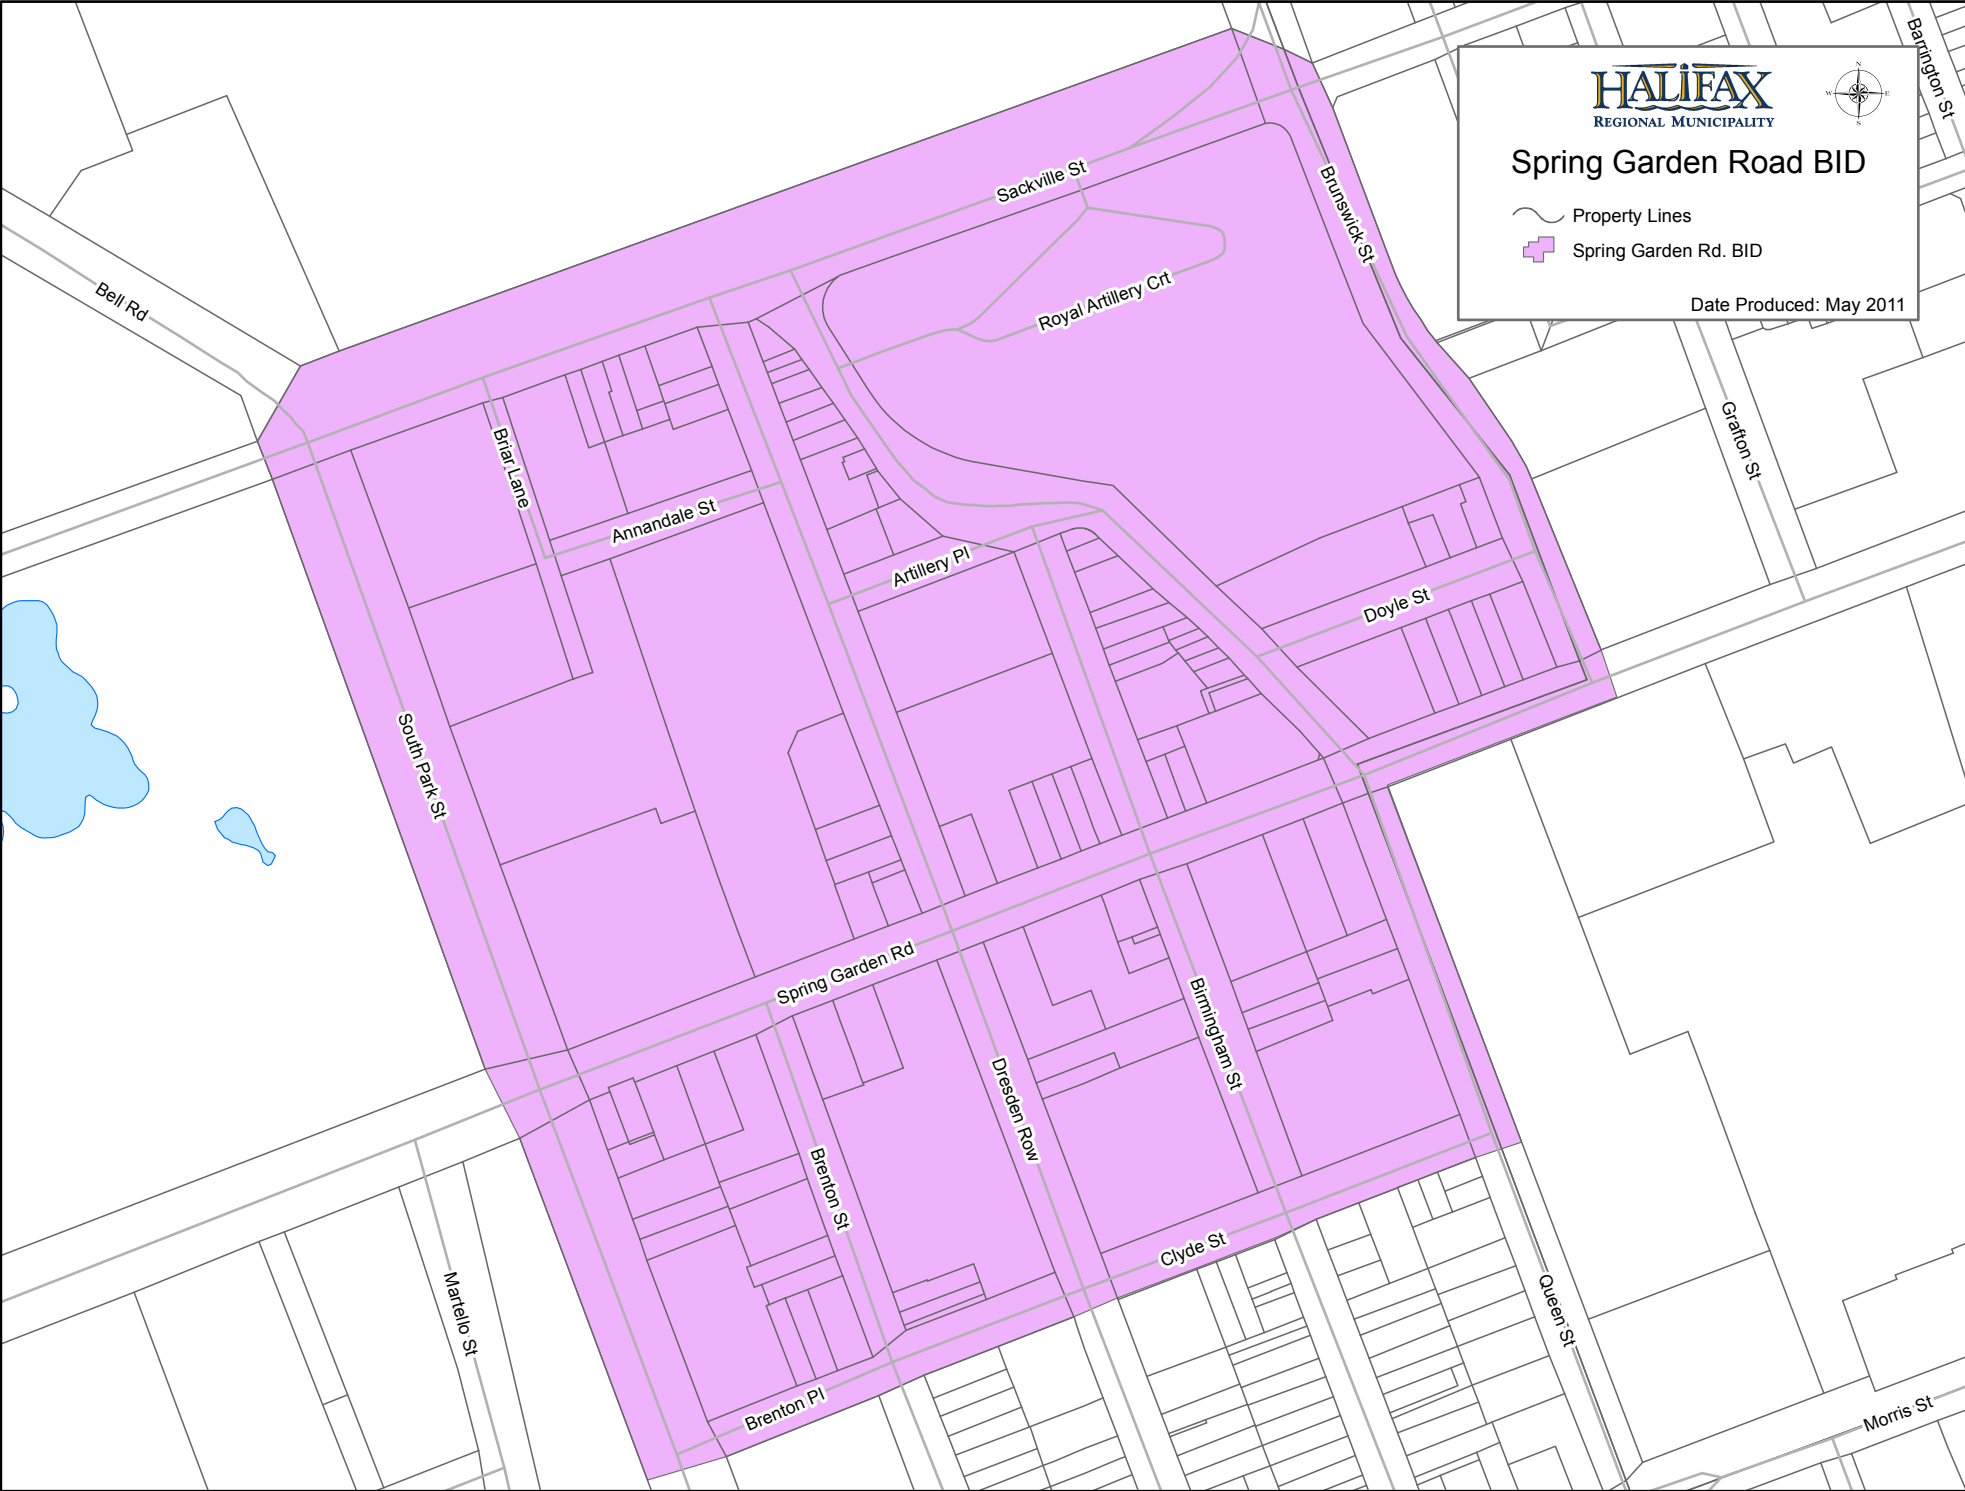 Barrington St
HALIFAX
REGIONAL MUNICIPALITY
N
W
E
S
Spring Garden Road BID
Property Lines
Spring Garden Rd. BID
Date Produced: May 2011
Sackville St
Brunswick St
Bell Rd
Royal Artillery Crt
Grafton St
Briar Lane
Annandale St
Artillery Pl
Doyle St
South Park St
Spring Garden Rd
Birmingham St
Dresden Row
Brenton St
Clyde St
Martello St
Queen St
Brenton Pl
Morris St